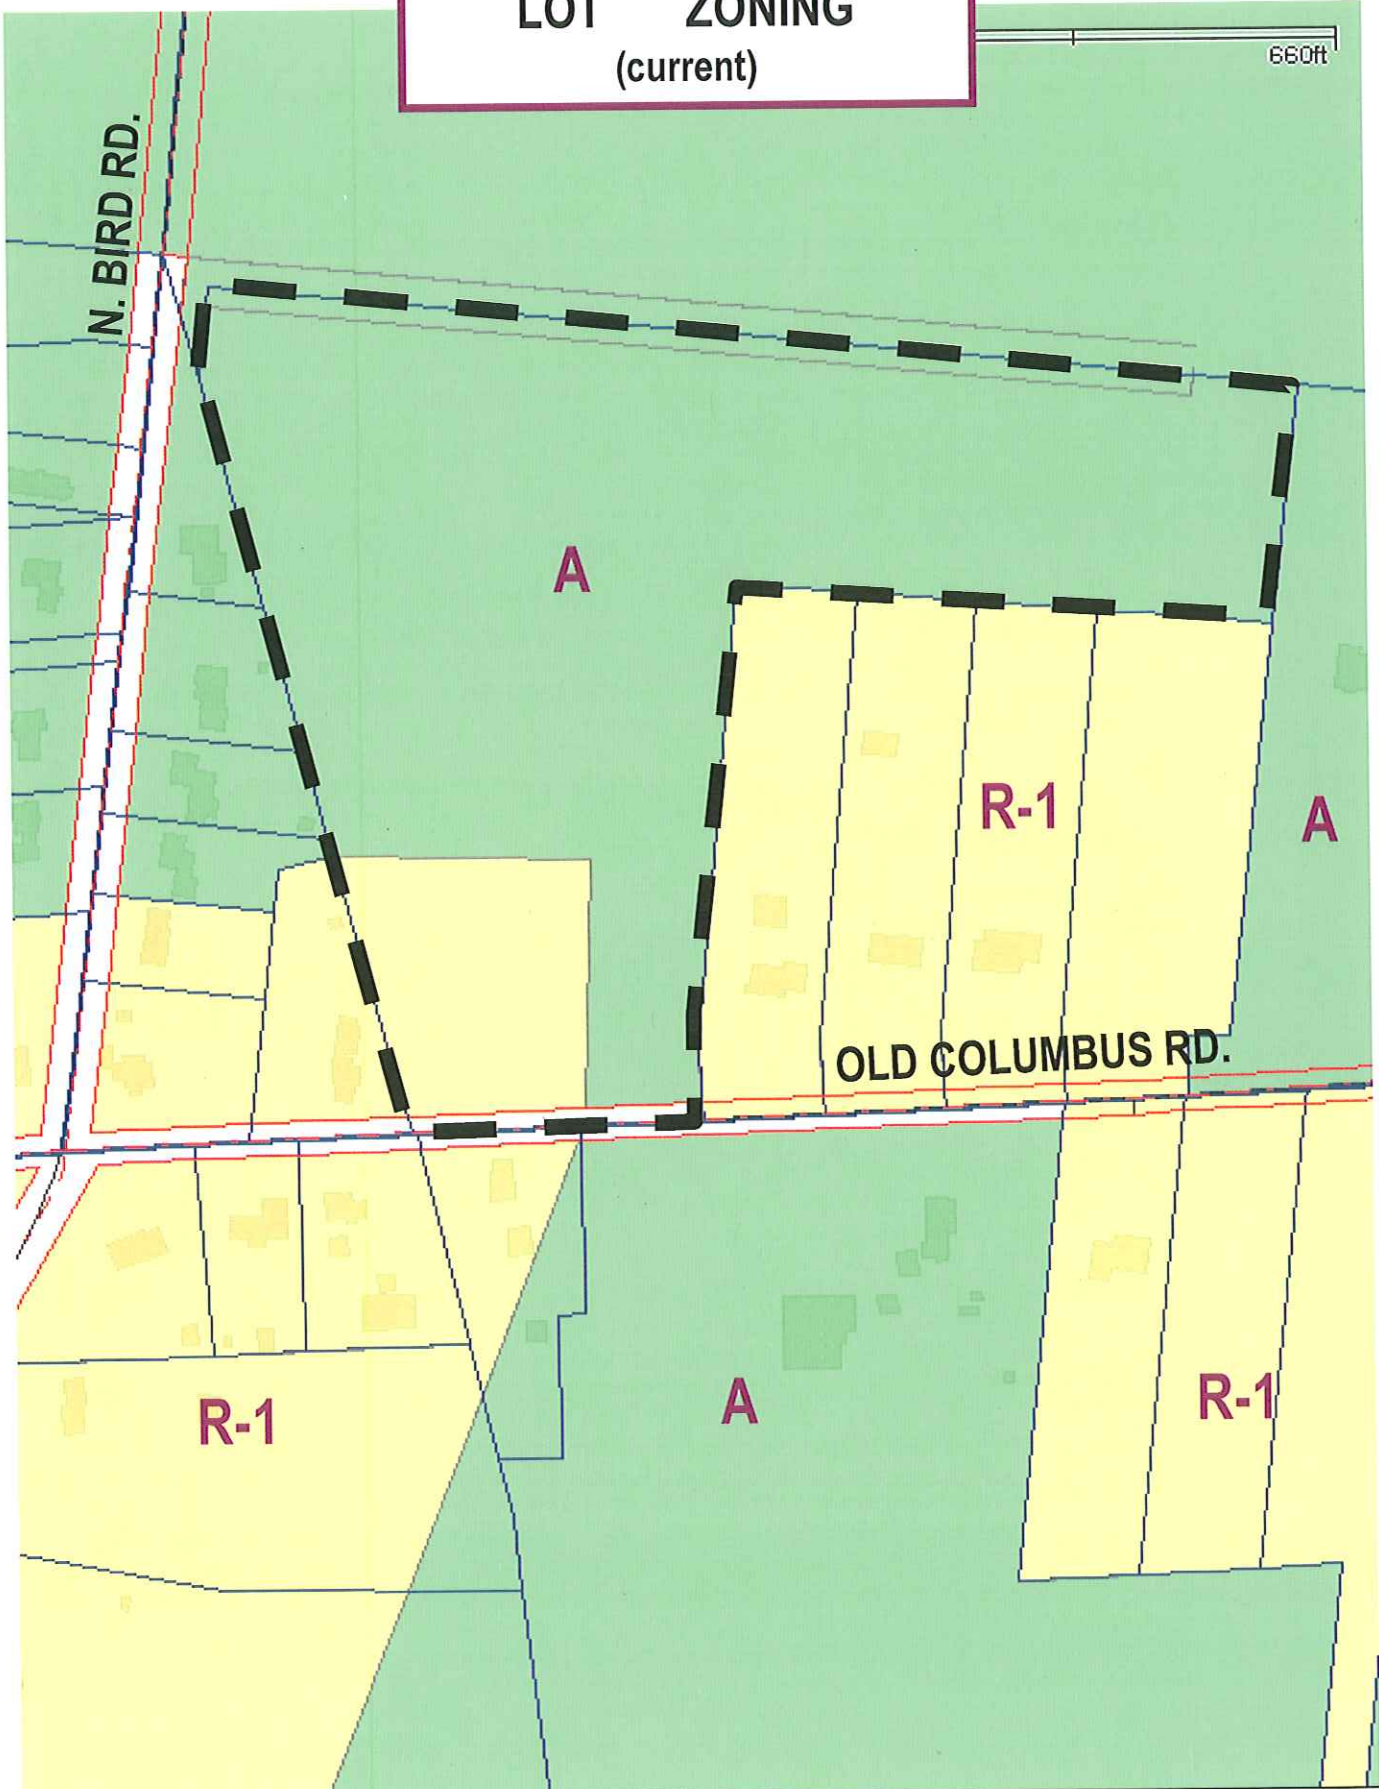 LOT ZONING
(current)
660ft
N. BIRD RD.
A
R-1
A
OLD COLUMBUS RD.
A
R-1
R-1